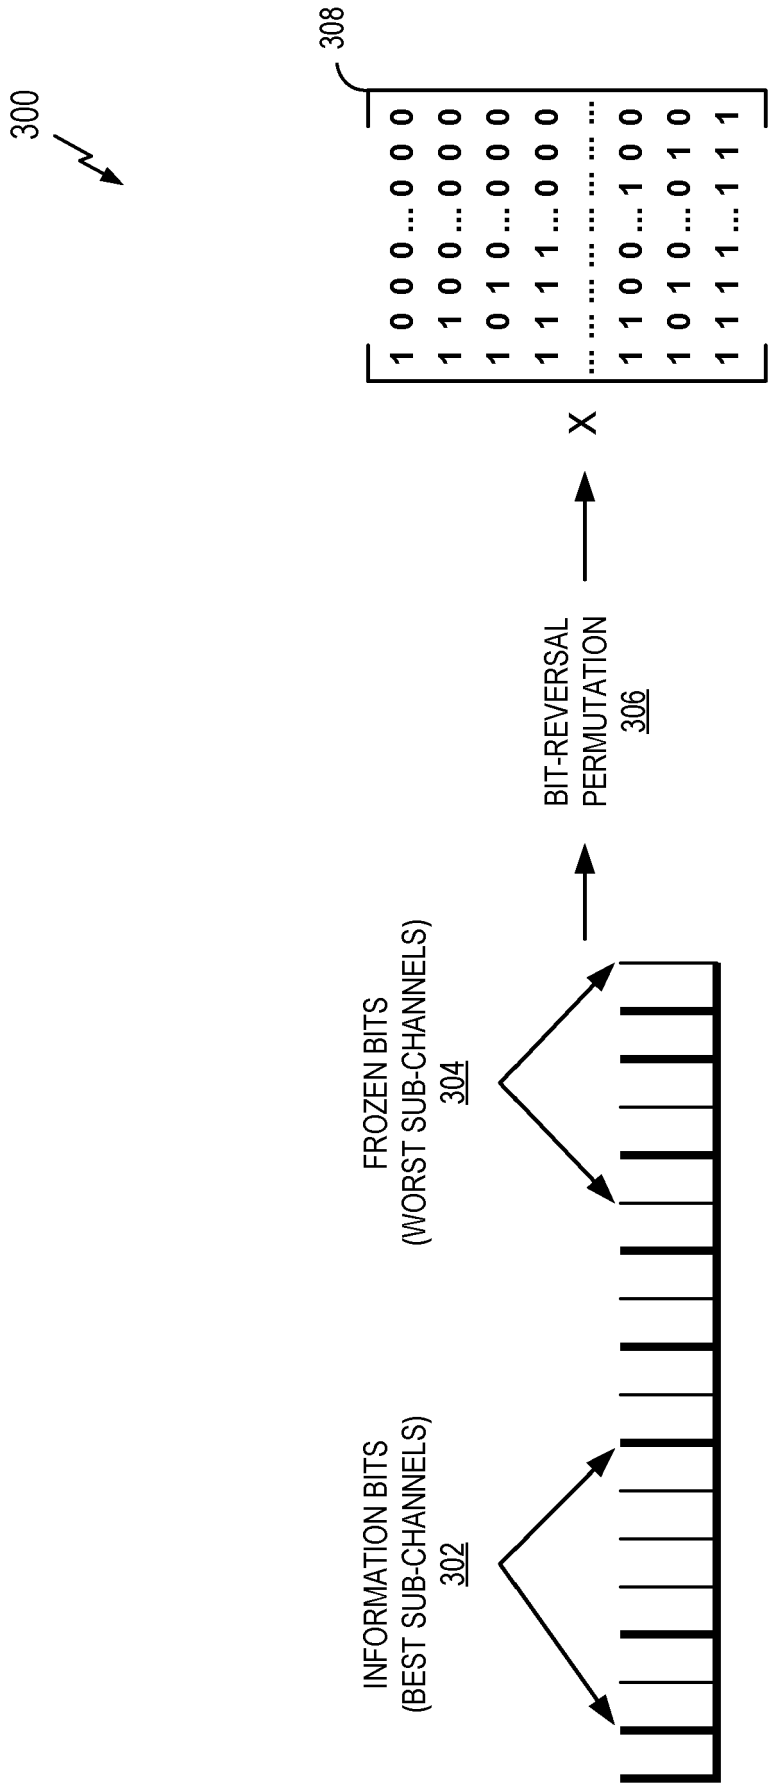 300
INFORMATION BITS
(BEST SUB-CHANNELS)
302
FROZEN BITS
(WORST SUB-CHANNELS)
304
BIT-REVERSAL
PERMUTATION
306
X
308
1 0 0 0...0 0 0
1 1 0 0...0 0 0
1 0 1 0...0 0 0
1 1 1 1...0 0 0
... ... ... ... ... ... ...
1 1 0 0...1 0 0
1 0 1 0...0 1 0
1 1 1 1...1 1 1